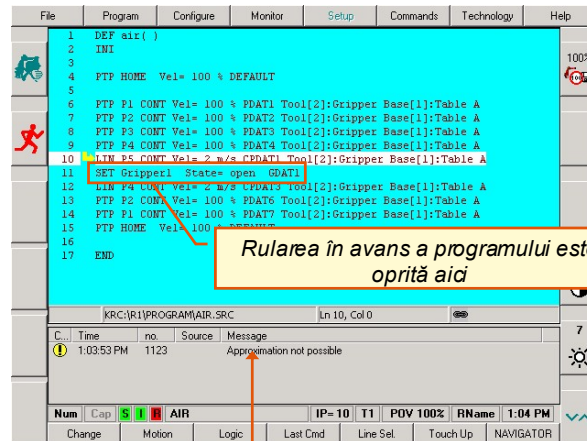 File Program Configure Monitor Setup Commands Technology Help
1 DEF air( )
2 INI
3
4 PTP HOME Vel= 100 % DEFAULT
5
6 PTP P1 CONT Vel= 100 % PDAT1 Tool[2]:Gripper Base[1]:Table A
7 PTP P2 CONT Vel= 100 % PDAT2 Tool[2]:Gripper Base[1]:Table A
8 PTP P3 CONT Vel= 100 % PDAT3 Tool[2]:Gripper Base[1]:Table A
9 PTP P4 CONT Vel= 100 % PDAT4 Tool[2]:Gripper Base[1]:Table A
10 LIN P5 CONT Vel= 2 m/s CPDAT1 Tool[2]:Gripper Base[1]:Table A
11 SET Gripper1 State= open GDAT1
12 LIN P4 CONT Vel= 2 m/s CPDAT3 Tool[2]:Gripper Base[1]:Table A
13 PTP P2 CONT Vel= 100 % PDAT6 Tool[2]:Gripper Base[1]:Table A
14 PTP P1 CONT Vel= 100 % PDAT7 Tool[2]:Gripper Base[1]:Table A
15 PTP HOME Vel= 100 % DEFAULT
16
17 END
100%
Rularea în avans a programului este
oprită aici
KRC:\R1\PROGRAM\AIR.SRC Ln 10, Col 0
C... Time no. Source Message
1:03:53 PM 1123 Approximation not possible
7
Num Cap S I R AIR IP= 10 T1 POV 100% RName 1:04 PM
Change Motion Logic Last Cmd Line Sel. Touch Up NAVIGATOR